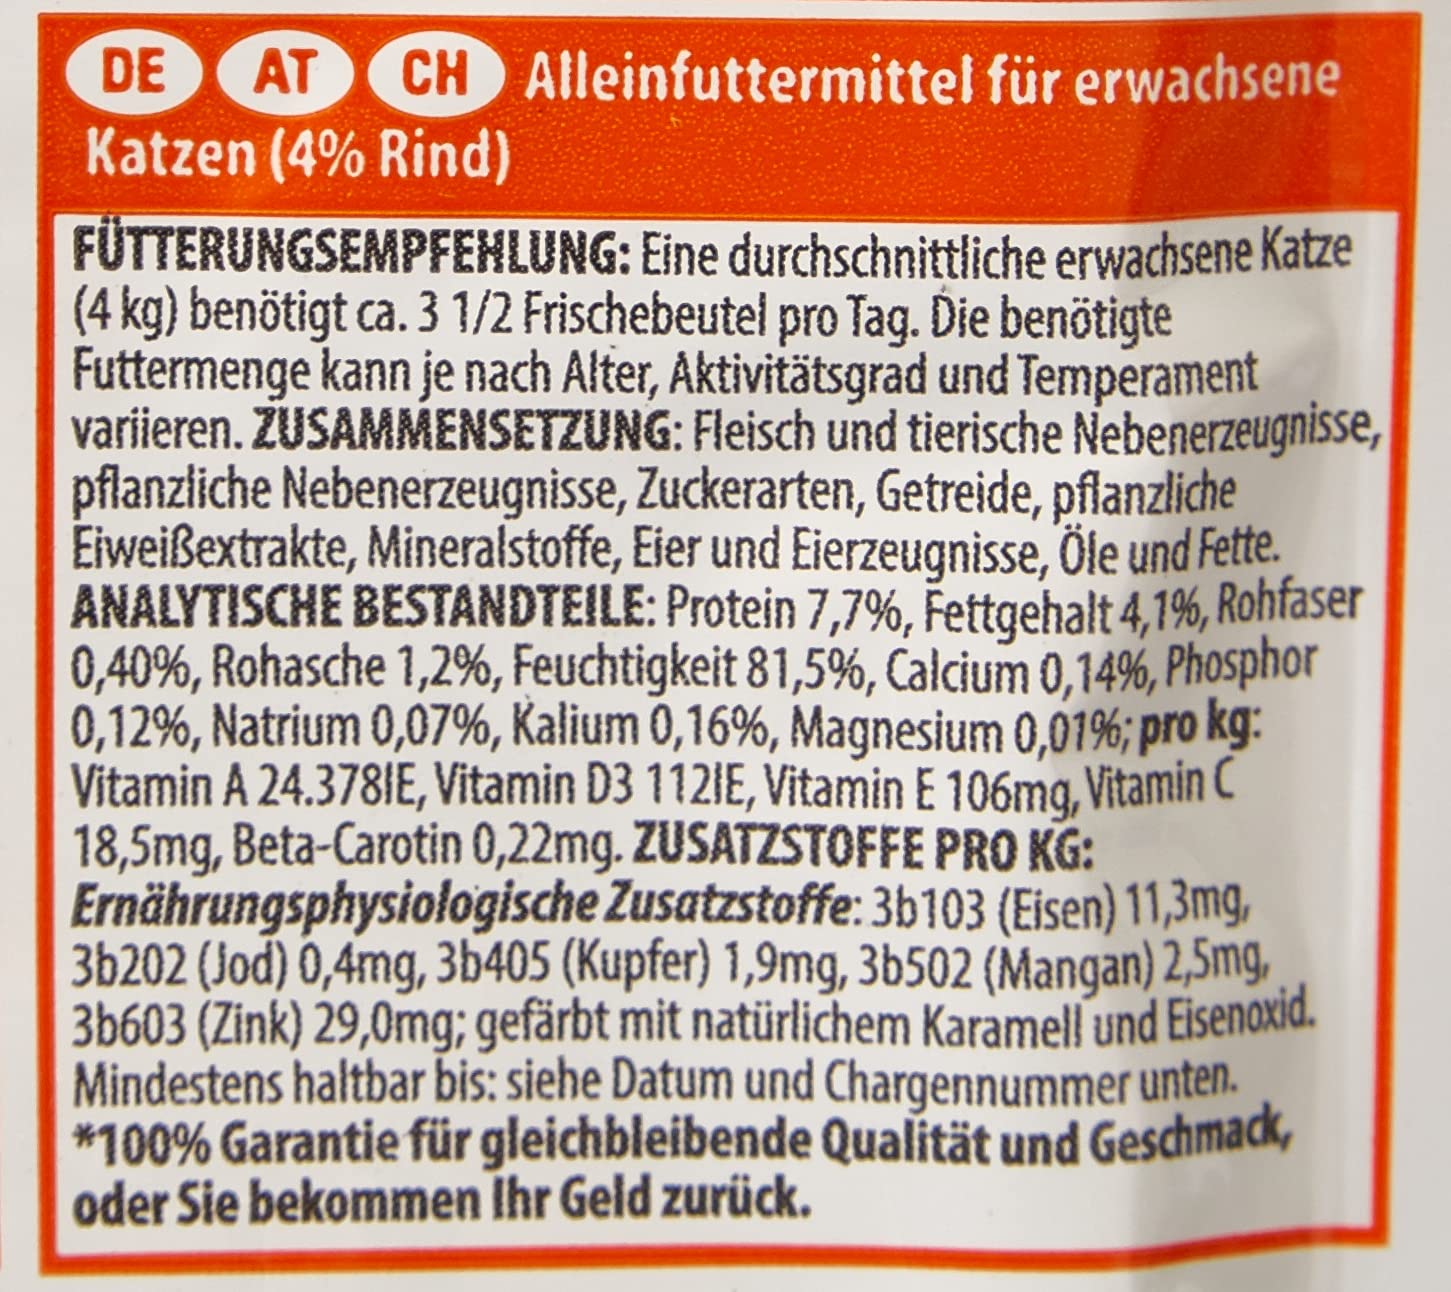 DE AT CH Alleinfuttermittel für erwachsene
Katzen (4% Rind)
FÜTTERUNGSEMPFEHLUNG: Eine durchschnittliche erwachsene Katze
(4 kg) benötigt ca. 3 1/2 Frischebeutel pro Tag. Die benötigte
Futtermenge kann je nach Alter, Aktivitätsgrad und Temperament
variieren. ZUSAMMENSETZUNG: Fleisch und tierische Nebenerzeugnisse,
pflanzliche Nebenerzeugnisse, Zuckerarten, Getreide, pflanzliche
Eiweißextrakte, Mineralstoffe, Eier und Eierzeugnisse, Öle und Fette.
ANALYTISCHE BESTANDTEILE: Protein 7,7%, Fettgehalt 4,1%, Rohfaser
0,40%, Rohasche 1,2%, Feuchtigkeit 81,5%, Calcium 0,14%, Phosphor
0,12%, Natrium 0,07%, Kalium 0,16%, Magnesium 0,01%; pro kg:
Vitamin A 24.378IE, Vitamin D3 112IE, Vitamin E 106mg, Vitamin C
18,5mg, Beta-Carotin 0,22mg. ZUSATZSTOFFE PRO KG:
Ernährungsphysiologische Zusatzstoffe: 3b103 (Eisen) 11,3mg,
3b202 (Jod) 0,4mg, 3b405 (Kupfer) 1,9mg, 3b502 (Mangan) 2,5mg,
3b603 (Zink) 29,0mg; gefärbt mit natürlichem Karamell und Eisenoxid.
Mindestens haltbar bis: siehe Datum und Chargennummer unten.
*100% Garantie für gleichbleibende Qualität und Geschmack,
oder Sie bekommen Ihr Geld zurück.